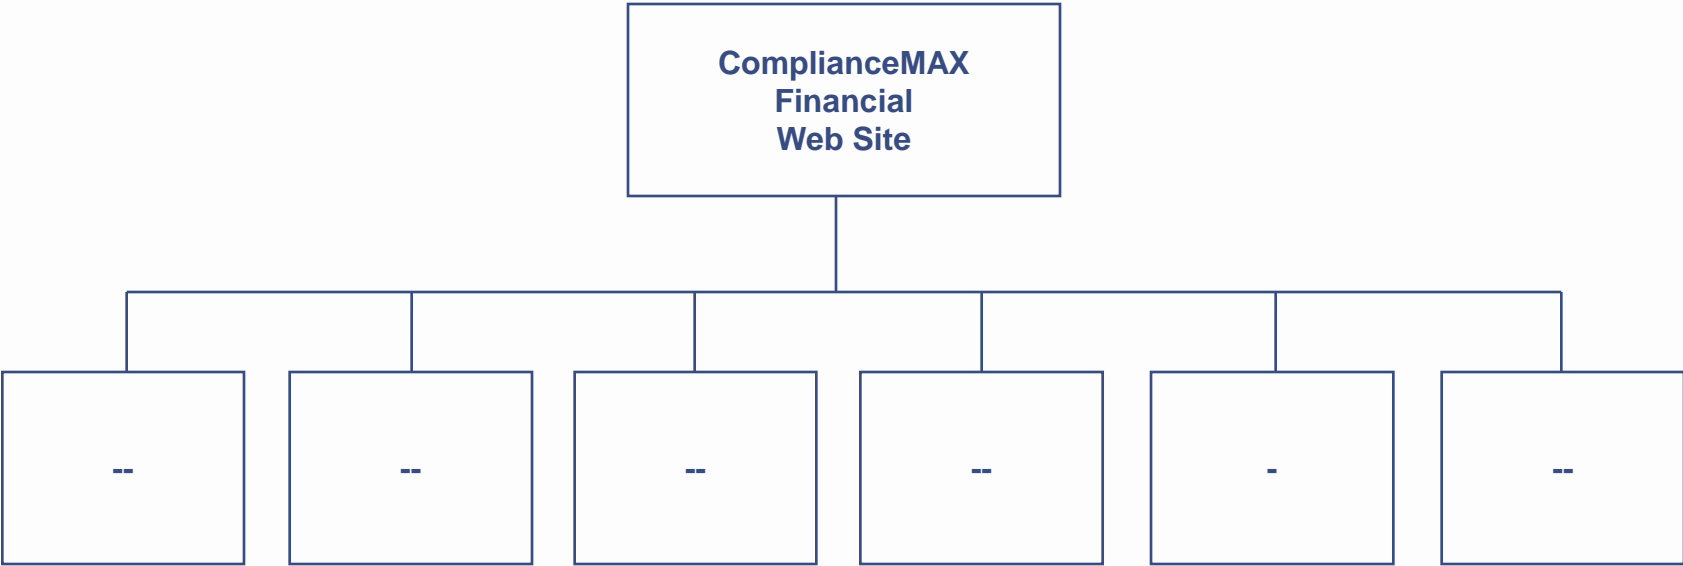 ComplianceMAX
Financial
Web Site
-- -- -- -- - --